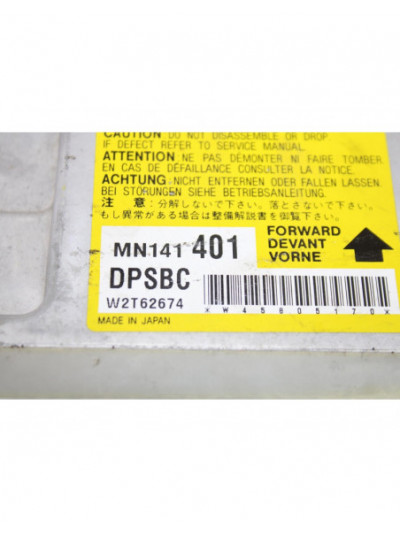 CAUTION DO NOT DISASSEMBLE OR DROP.
IF DEFECT REFER TO SERVICE MANUAL.
ATTENTION : NE PAS DEMONTER NI FAIRE TOMBER.
EN CAS DE DÉFAILLANCE CONSULTER LA NOTICE.
ACHTUNG : NICHT ENTFERNEN ODER FALLEN LASSEN.
BEI STÖRUNGEN SIEHE BETRIEBSANLEITUNG.
注 意 : 分解しないで下さい。落とさないで下さい。
もし異常がある場合は整備解説書を御覧下さい。
MN141 401
DPSBC
W2T62674
MADE IN JAPAN
FORWARD
DEVANT
VORNE
XW45805170X